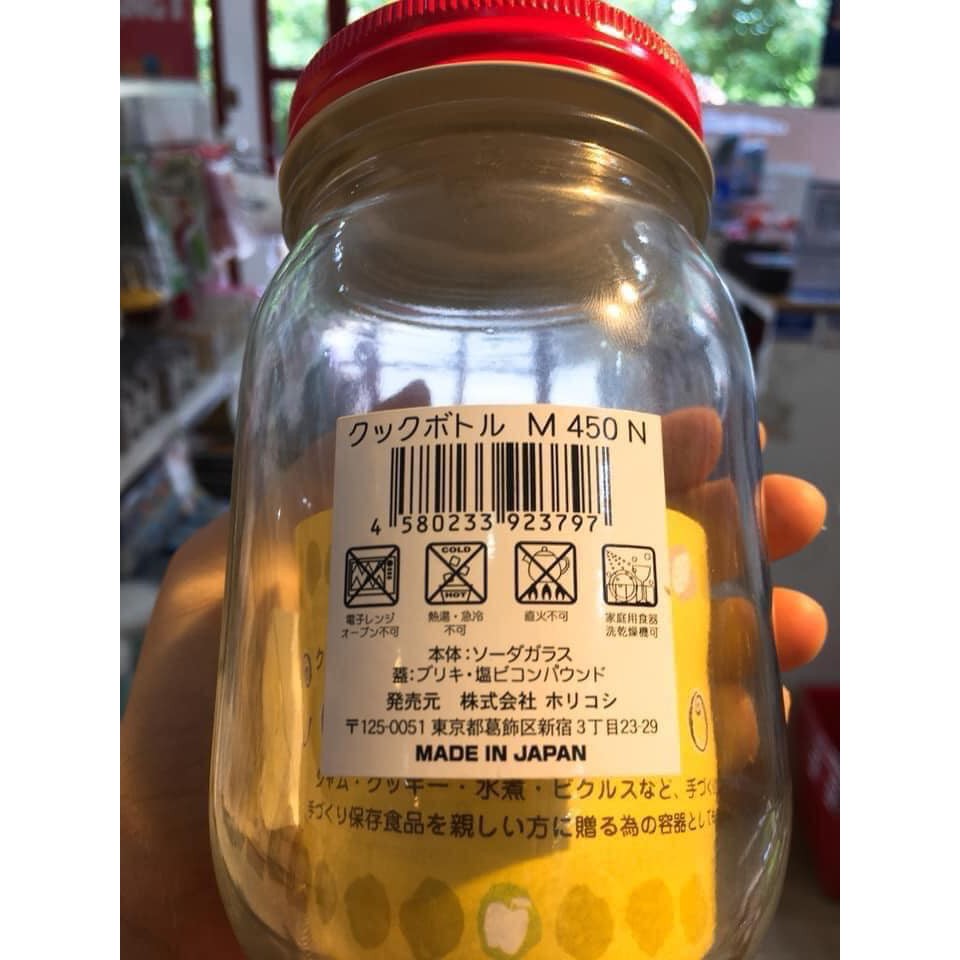 クックボトル M 450 N
4 580233 923797
COLD
HOT
電子レンジ
オーブン不可
熱湯・急冷
不可
直火不可
家庭用食器
洗乾燥機可
本体：ソーダガラス
蓋：ブリキ・塩ビコンパウンド
発売元 株式会社 ホリコシ
〒125-0051 東京都葛飾区新宿3丁目23-29
MADE IN JAPAN
ジャム・クッキー・水煮・ピクルスなど、手づく
手づくり保存食品を親しい方に贈る為の容器として